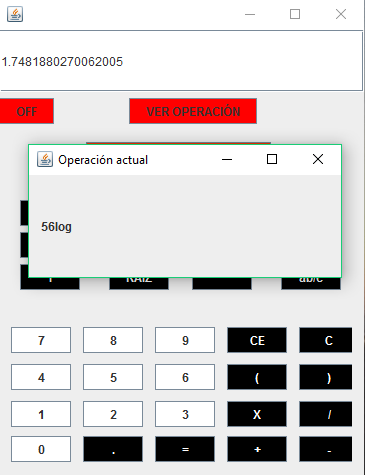 1.7481880270062005
OFF VER OPERACIÓN
Operación actual
56log
RAIZ ab/c
7 8 9 CE C
4 5 6 ( )
1 2 3 X /
0 . = + -